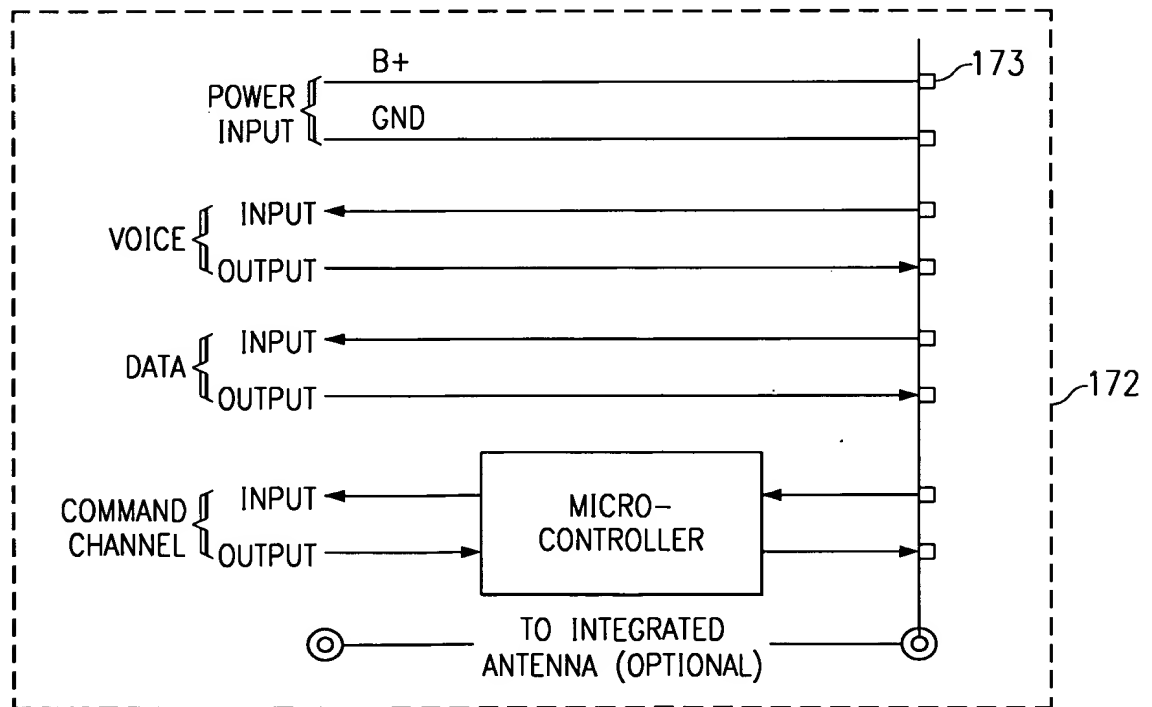 B+
173
POWER
INPUT
GND
VOICE
INPUT
OUTPUT
DATA
INPUT
OUTPUT
172
COMMAND
CHANNEL
INPUT
OUTPUT
MICRO-
CONTROLLER
TO INTEGRATED
ANTENNA (OPTIONAL)